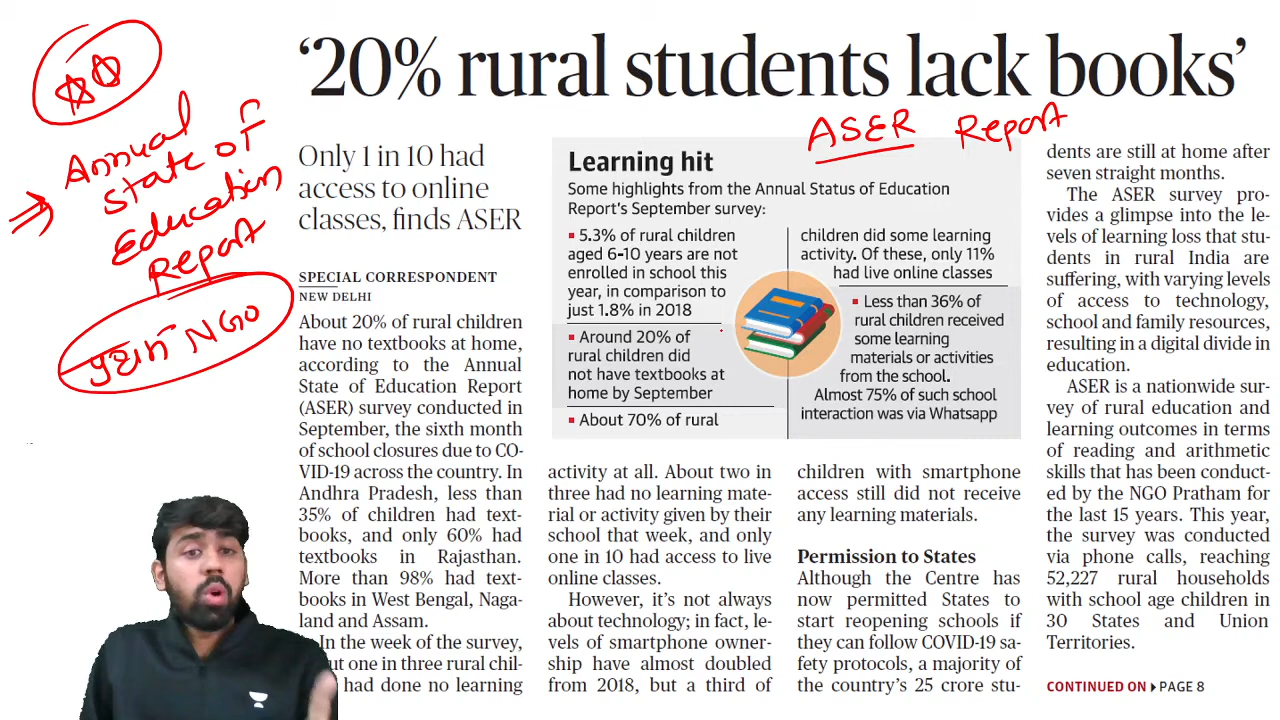 ‘20% rural students lack books’
ASER Report
Annual
State of
Education
Report
प्रथम NGO
Only 1 in 10 had
access to online
classes, finds ASER
SPECIAL CORRESPONDENT
NEW DELHI
About 20% of rural children
have no textbooks at home,
according to the Annual
State of Education Report
(ASER) survey conducted in
September, the sixth month
of school closures due to CO-
VID-19 across the country. In
Andhra Pradesh, less than
35% of children had text-
books, and only 60% had
textbooks in Rajasthan.
More than 98% had text-
books in West Bengal, Naga-
land and Assam.
In the week of the survey,
one in three rural chil-
had done no learning
Learning hit
Some highlights from the Annual Status of Education
Report's September survey:
▪ 5.3% of rural children
aged 6-10 years are not
enrolled in school this
year, in comparison to
just 1.8% in 2018
▪ Around 20% of
rural children did
not have textbooks at
home by September
▪ About 70% of rural
children did some learning
activity. Of these, only 11%
had live online classes
▪ Less than 36% of
rural children received
some learning
materials or activities
from the school.
Almost 75% of such school
interaction was via Whatsapp
activity at all. About two in
three had no learning mate-
rial or activity given by their
school that week, and only
one in 10 had access to live
online classes.
However, it’s not always
about technology; in fact, le-
vels of smartphone owner-
ship have almost doubled
from 2018, but a third of
children with smartphone
access still did not receive
any learning materials.
Permission to States
Although the Centre has
now permitted States to
start reopening schools if
they can follow COVID-19 sa-
fety protocols, a majority of
the country’s 25 crore stu-
dents are still at home after
seven straight months.
The ASER survey pro-
vides a glimpse into the le-
vels of learning loss that stu-
dents in rural India are
suffering, with varying levels
of access to technology,
school and family resources,
resulting in a digital divide in
education.
ASER is a nationwide sur-
vey of rural education and
learning outcomes in terms
of reading and arithmetic
skills that has been conduct-
ed by the NGO Pratham for
the last 15 years. This year,
the survey was conducted
via phone calls, reaching
52,227 rural households
with school age children in
30 States and Union
Territories.
CONTINUED ON ▸ PAGE 8